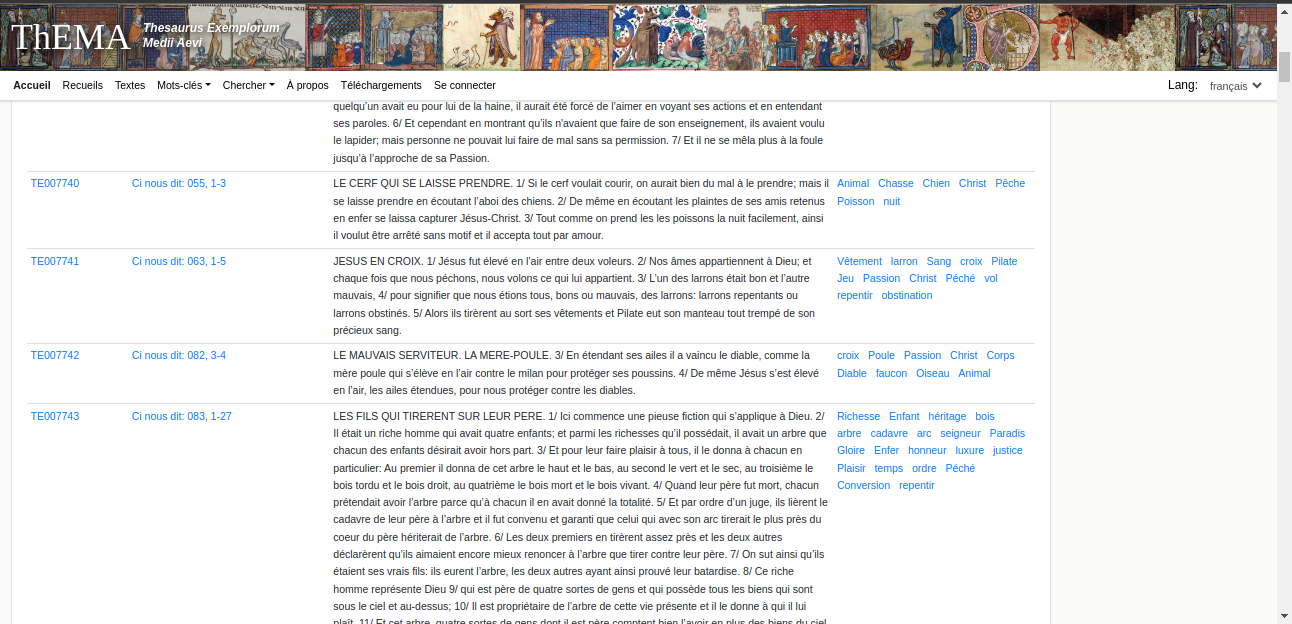 ThEMA
Thesaurus Exemplorum
Medii Aevi
Accueil Recueils Textes Mots-clés Chercher À propos Téléchargements Se connecter Lang: français
quelqu'un avait eu pour lui de la haine, il aurait été forcé de l'aimer en voyant ses actions et en entendant
ses paroles. 6/ Et cependant en montrant qu'ils n'avaient que faire de son enseignement, ils avaient voulu
le lapider; mais personne ne pouvait lui faire de mal sans sa permission. 7/ Et il ne se mêla plus à la foule
jusqu'à l'approche de sa Passion.
TE007740 Ci nous dit: 055, 1-3 LE CERF QUI SE LAISSE PRENDRE. 1/ Si le cerf voulait courir, on aurait bien du mal à le prendre; mais il Animal Chasse Chien Christ Pêche
se laisse prendre en écoutant l'aboi des chiens. 2/ De même en écoutant les plaintes de ses amis retenus Poisson nuit
en enfer se laissa capturer Jésus-Christ. 3/ Tout comme on prend les les poissons la nuit facilement, ainsi
il voulut être arrêté sans motif et il accepta tout par amour.
TE007741 Ci nous dit: 063, 1-5 JESUS EN CROIX. 1/ Jésus fut élevé en l'air entre deux voleurs. 2/ Nos âmes appartiennent à Dieu; et Vêtement larron Sang croix Pilate
chaque fois que nous péchons, nous volons ce qui lui appartient. 3/ L'un des larrons était bon et l'autre Jeu Passion Christ Péché vol
mauvais, 4/ pour signifier que nous étions tous, bons ou mauvais, des larrons: larrons repentants ou repentir obstination
larrons obstinés. 5/ Alors ils tirèrent au sort ses vêtements et Pilate eut son manteau tout trempé de son
précieux sang.
TE007742 Ci nous dit: 082, 3-4 LE MAUVAIS SERVITEUR. LA MERE-POULE. 3/ En étendant ses ailes il a vaincu le diable, comme la croix Poule Passion Christ Corps
mère poule qui s'élève en l'air contre le milan pour protéger ses poussins. 4/ De même Jésus s'est élevé Diable faucon Oiseau Animal
en l'air, les ailes étendues, pour nous protéger contre les diables.
TE007743 Ci nous dit: 083, 1-27 LES FILS QUI TIRERENT SUR LEUR PERE. 1/ Ici commence une pieuse fiction qui s'applique à Dieu. 2/ Richesse Enfant héritage bois
Il était un riche homme qui avait quatre enfants; et parmi les richesses qu'il possédait, il avait un arbre que arbre cadavre arc seigneur Paradis
chacun des enfants désirait avoir hors part. 3/ Et pour leur faire plaisir à tous, il le donna à chacun en Gloire Enfer honneur luxure justice
particulier: Au premier il donna de cet arbre le haut et le bas, au second le vert et le sec, au troisième le Plaisir temps ordre Péché
bois tordu et le bois droit, au quatrième le bois mort et le bois vivant. 4/ Quand leur père fut mort, chacun Conversion repentir
prétendait avoir l'arbre parce qu'à chacun il en avait donné la totalité. 5/ Et par ordre d'un juge, ils lièrent le
cadavre de leur père à l'arbre et il fut convenu et garanti que celui qui avec son arc tirerait le plus près du
coeur du père hériterait de l'arbre. 6/ Les deux premiers en tirèrent assez près et les deux autres
déclarèrent qu'ils aimaient encore mieux renoncer à l'arbre que tirer contre leur père. 7/ On sut ainsi qu'ils
étaient ses vrais fils: ils eurent l'arbre, les deux autres ayant ainsi prouvé leur batardise. 8/ Ce riche
homme représente Dieu 9/ qui est père de quatre sortes de gens et qui possède tous les biens qui sont
sous le ciel et au-dessus; 10/ Il est propriétaire de l'arbre de cette vie présente et il le donne à qui il lui
plaît. 11/ Et cet arbre, quatre sortes de gens dont il est père comptent bien l'avoir en plus des biens du ciel